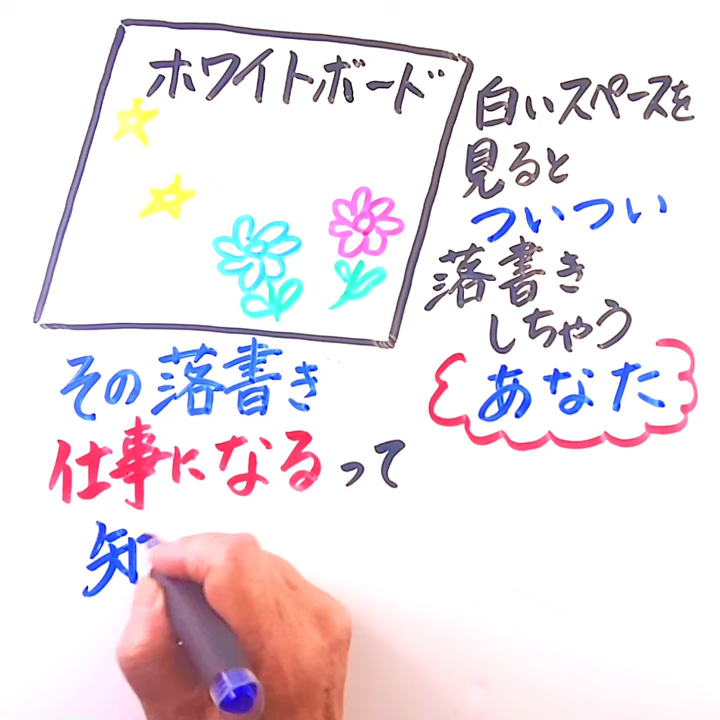 ホワイトボード
白いスペースを
見ると
ついつい
落書き
しちゃう
あなた
その落書き
仕事になるって
知